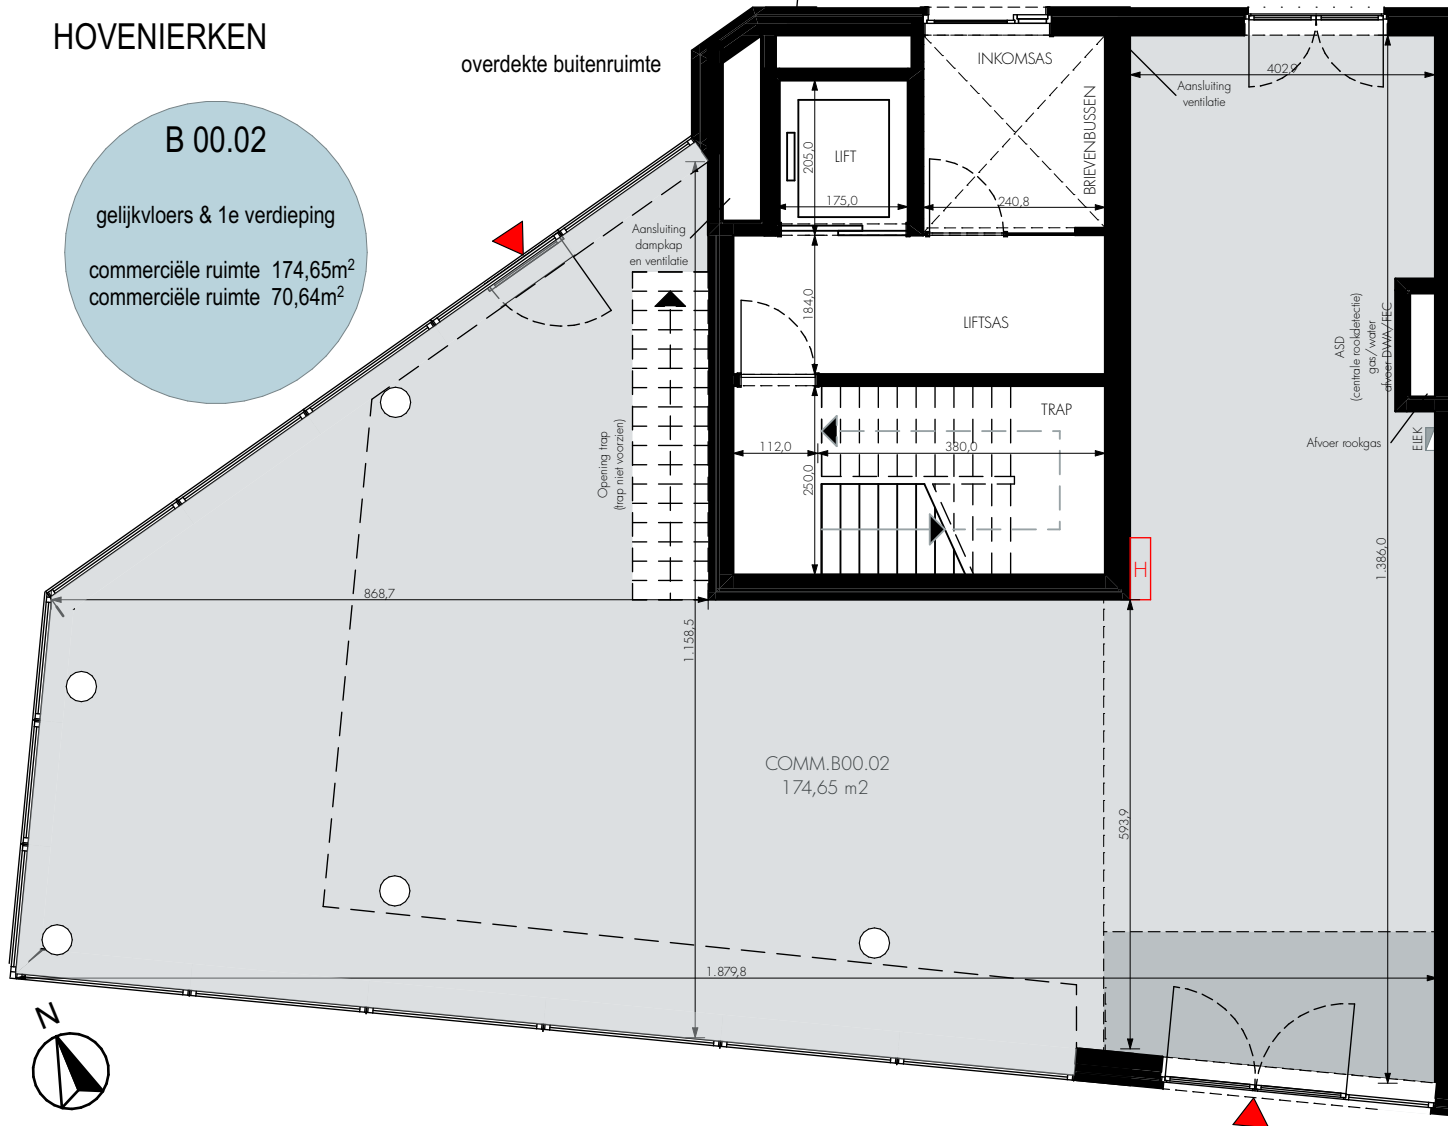 HOVENIERKEN
overdekte buitenruimte
B 00.02
gelijkvloers & 1e verdieping
commerciële ruimte 174,65m²
commerciële ruimte 70,64m²
INKOMSAS
BRIEVENBUSSEN
Aansluiting
ventilatie
402,9
LIFT
205,0
175,0
240,8
Aansluiting
dampkap
en ventilatie
184,0
LIFTSAS
ASD
(centrale rookdetectie)
gas/water
afvoer DWA/FEC
Afvoer rookgas
ELEK
TRAP
112,0
380,0
250,0
Opening trap
(trap niet voorzien)
H
1.386,0
868,7
1.158,5
COMM.B00.02
174,65 m2
593,9
1.879,8
N